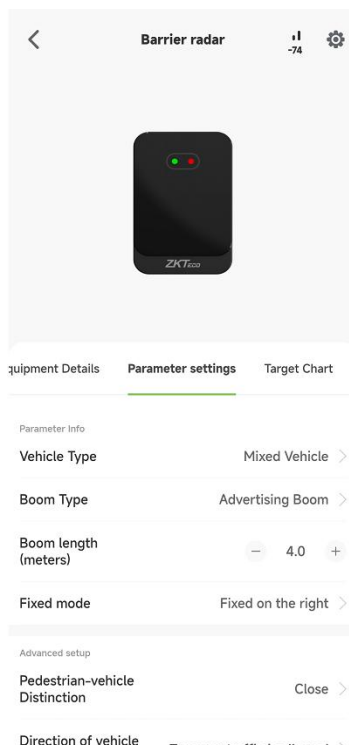 Barrier radar
-74
ZKTECO
quipment Details Parameter settings Target Chart
Parameter Info
Vehicle Type Mixed Vehicle
Boom Type Advertising Boom
Boom length
(meters) − 4.0 +
Fixed mode Fixed on the right
Advanced setup
Pedestrian-vehicle
Distinction Close
Direction of vehicle